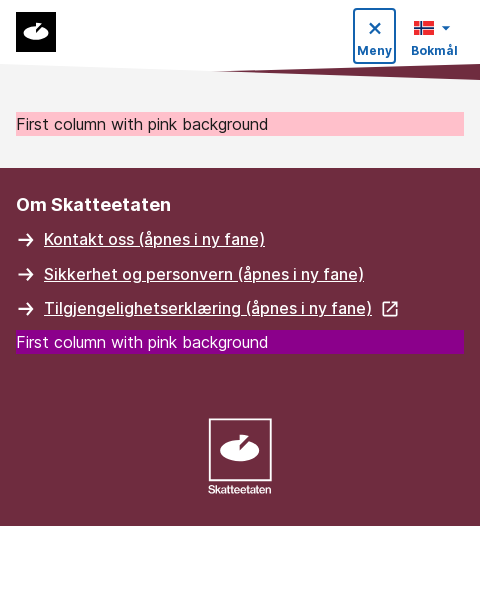 Meny
Bokmål
First column with pink background
Om Skatteetaten
Kontakt oss (åpnes i ny fane)
Sikkerhet og personvern (åpnes i ny fane)
Tilgjengelighetserklæring (åpnes i ny fane)
First column with pink background
Skatteetaten